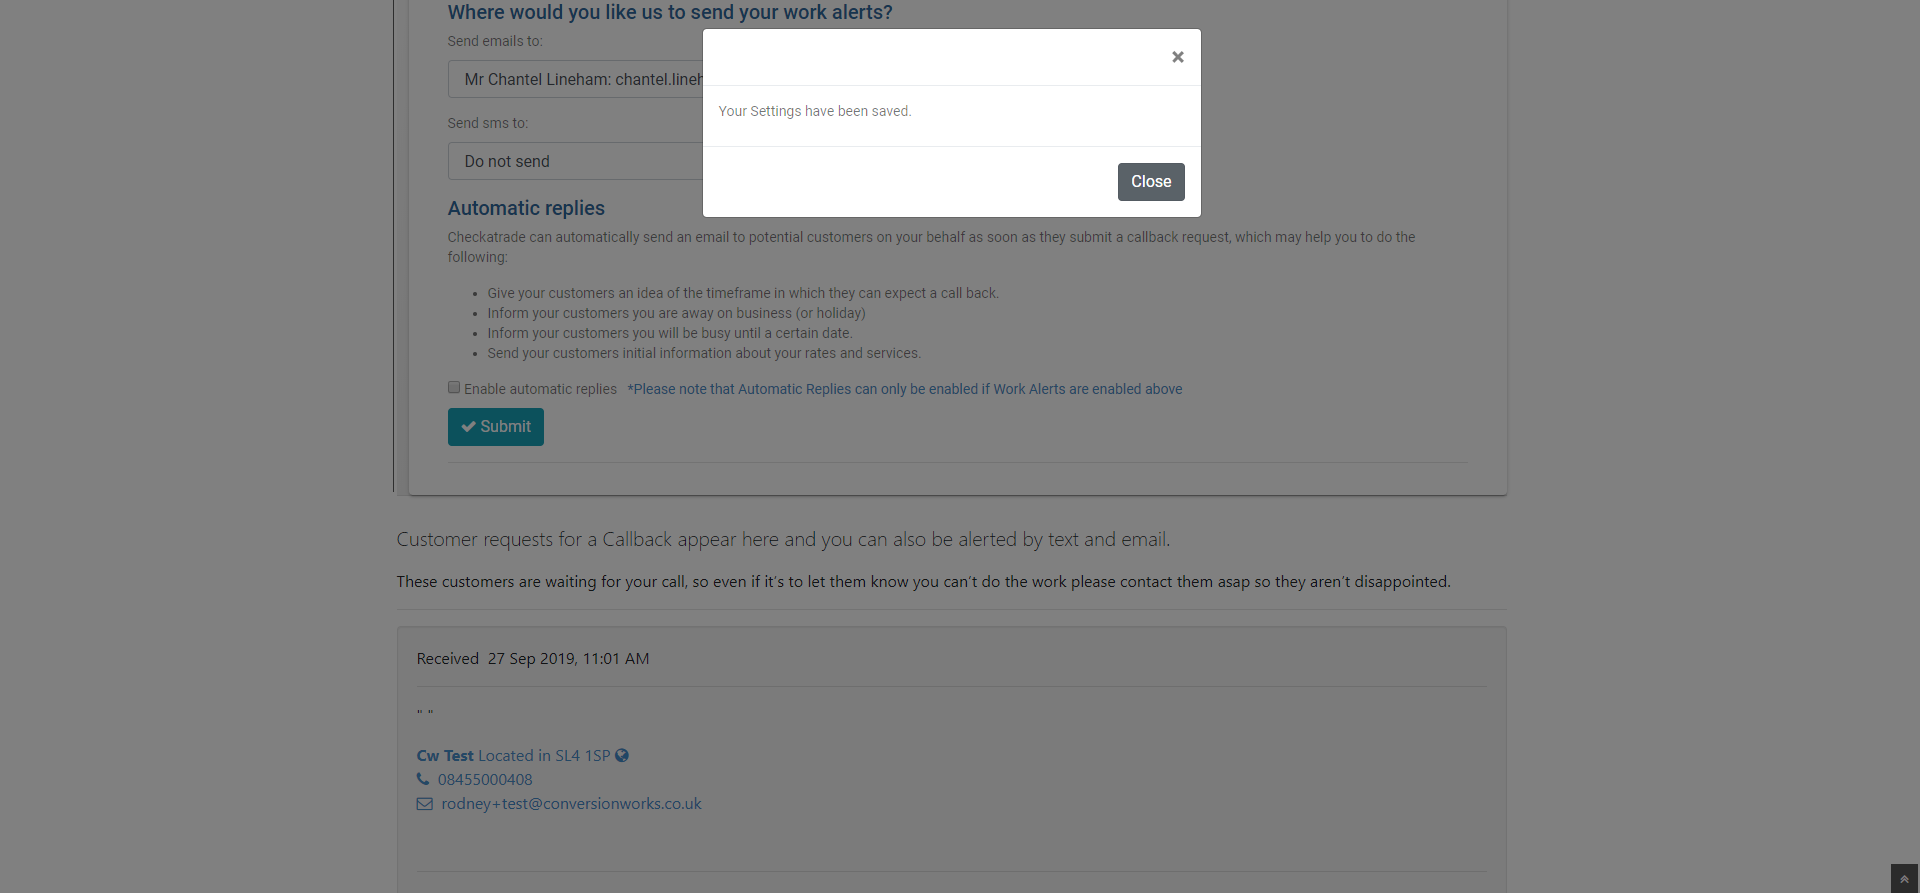 Where would you like us to send your work alerts?
Send emails to:
Mr Chantel Lineham: chantel.lineh
Send sms to:
Do not send
×
Your Settings have been saved.
Close
Automatic replies
Checkatrade can automatically send an email to potential customers on your behalf as soon as they submit a callback request, which may help you to do the
following:
• Give your customers an idea of the timeframe in which they can expect a call back.
• Inform your customers you are away on business (or holiday)
• Inform your customers you will be busy until a certain date.
• Send your customers initial information about your rates and services.
Enable automatic replies *Please note that Automatic Replies can only be enabled if Work Alerts are enabled above
Submit
Customer requests for a Callback appear here and you can also be alerted by text and email.
These customers are waiting for your call, so even if it's to let them know you can't do the work please contact them asap so they aren't disappointed.
Received 27 Sep 2019, 11:01 AM
" "
Cw Test Located in SL4 1SP
08455000408
rodney+test@conversionworks.co.uk